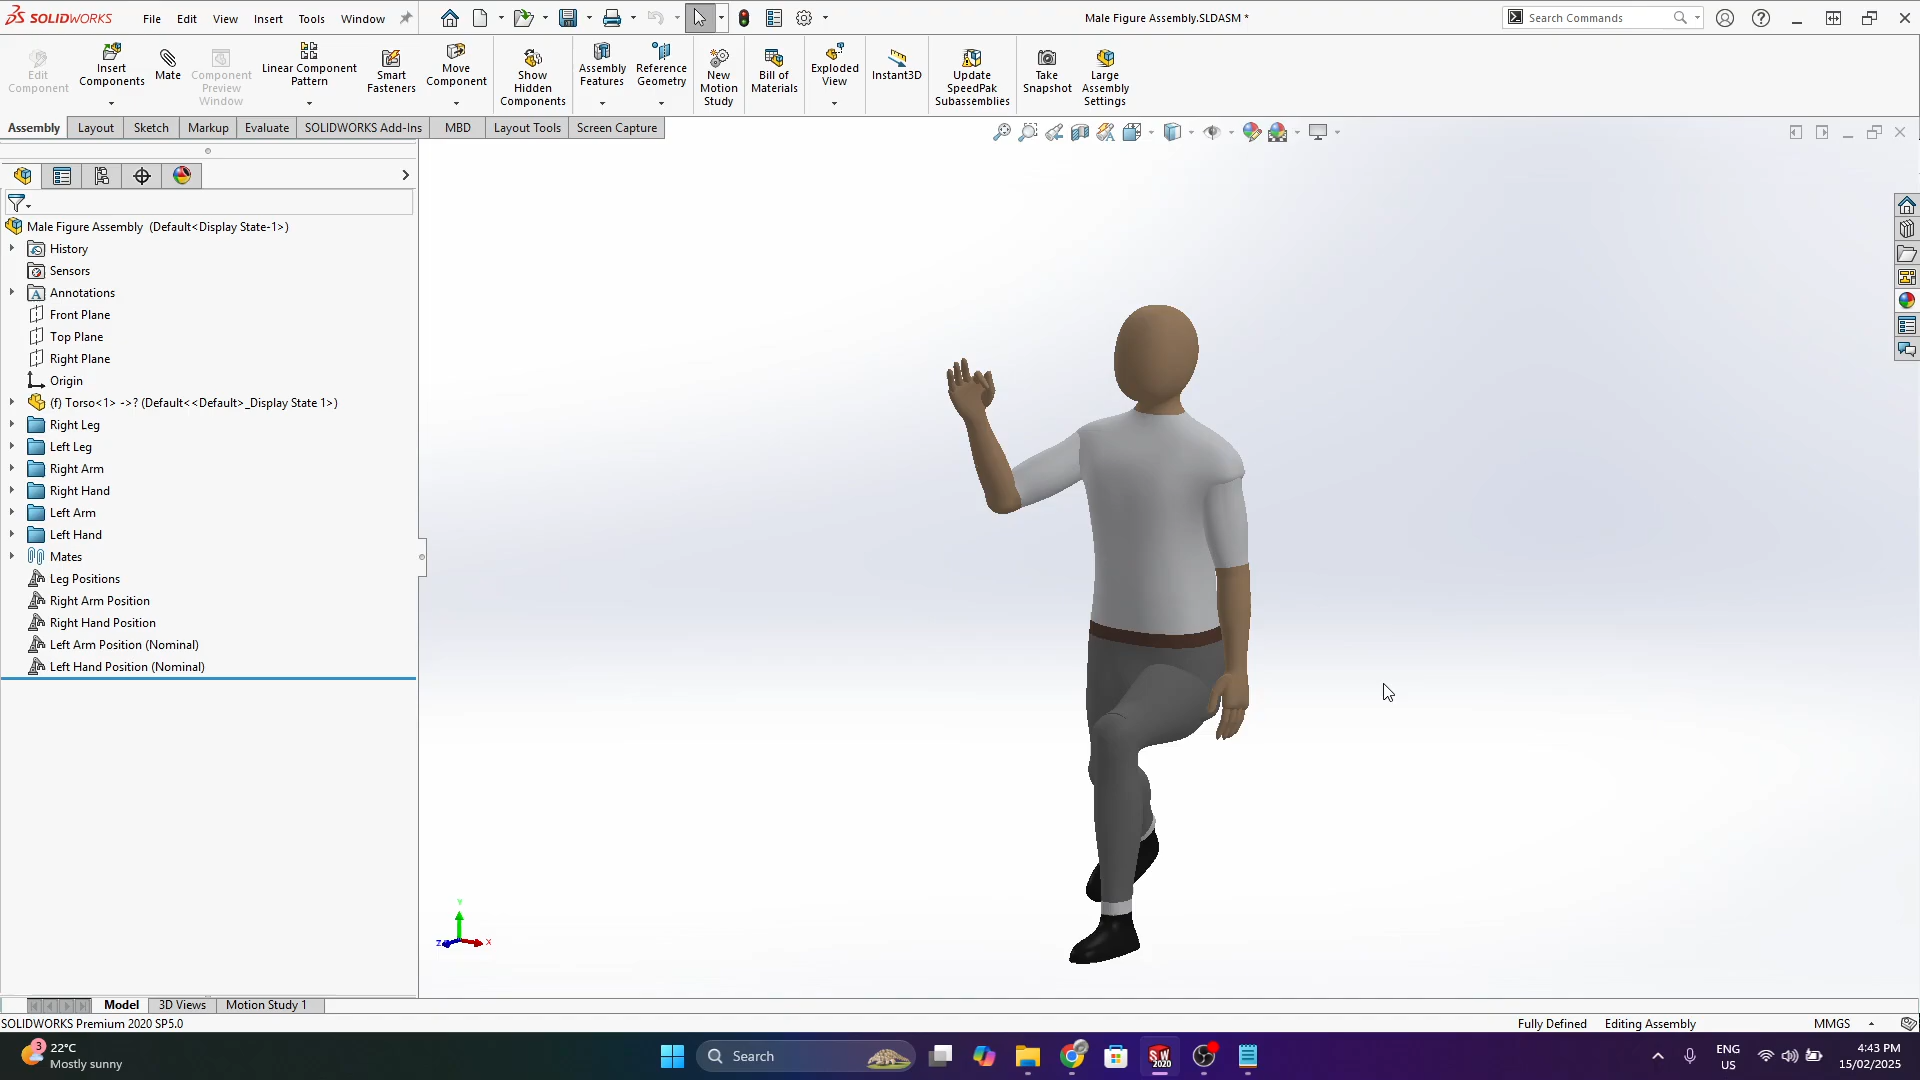 SOLIDWORKS File Edit View Insert Tools Window Male Figure Assembly.SLDASM * Search Commands
Edit Component
Insert Components
Mate
Component Preview Window
Linear Component Pattern
Smart Fasteners
Move Component
Show Hidden Components
Assembly Features
Reference Geometry
New Motion Study
Bill of Materials
Exploded View
Instant3D
Update SpeedPak Subassemblies
Take Snapshot
Large Assembly Settings
Assembly Layout Sketch Markup Evaluate SOLIDWORKS Add-Ins MBD Layout Tools Screen Capture
Male Figure Assembly (Default<Display State-1>)
History
Sensors
Annotations
Front Plane
Top Plane
Right Plane
Origin
(f) Torso<1> ->? (Default<<Default>_Display State 1>)
Right Leg
Left Leg
Right Arm
Right Hand
Left Arm
Left Hand
Mates
Leg Positions
Right Arm Position
Right Hand Position
Left Arm Position (Nominal)
Left Hand Position (Nominal)
Y
Z X
Model 3D Views Motion Study 1
SOLIDWORKS Premium 2020 SP5.0 Fully Defined Editing Assembly MMGS
3 22°C
Mostly sunny
Search
SW 2020
ENG
US
4:43 PM
15/02/2025